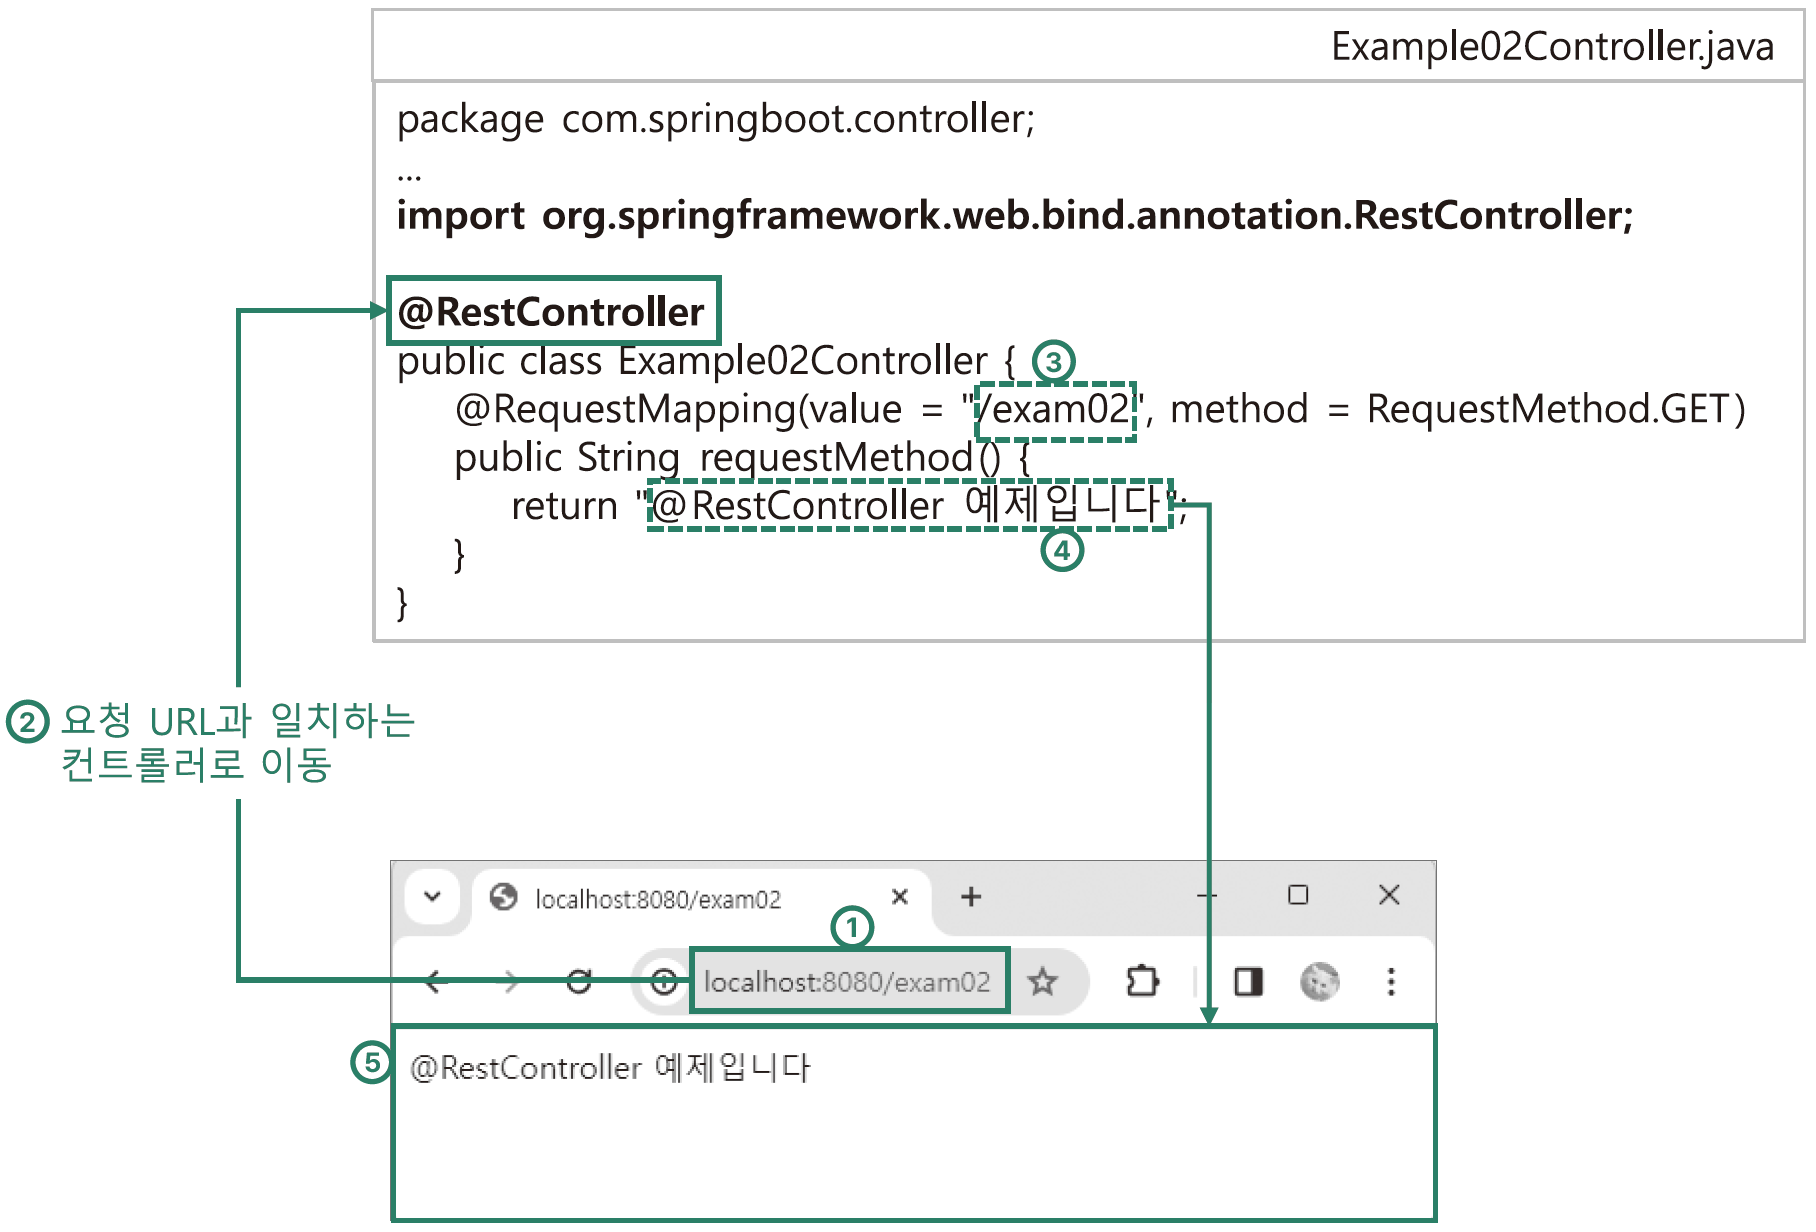 Example02Controller.java
package com.springboot.controller;
...
import org.springframework.web.bind.annotation.RestController;
@RestController
public class Example02Controller { ③
@RequestMapping(value = "/exam02", method = RequestMethod.GET)
public String requestMethod() {
return "@RestController 예제입니다";
④
}
}
② 요청 URL과 일치하는
컨트롤러로 이동
localhost:8080/exam02
①
localhost:8080/exam02
⑤ @RestController 예제입니다